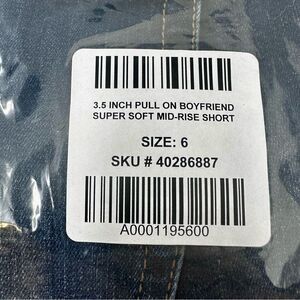 3.5 INCH PULL ON BOYFRIEND
SUPER SOFT MID-RISE SHORT
SIZE: 6
SKU # 40286887
A0001195600